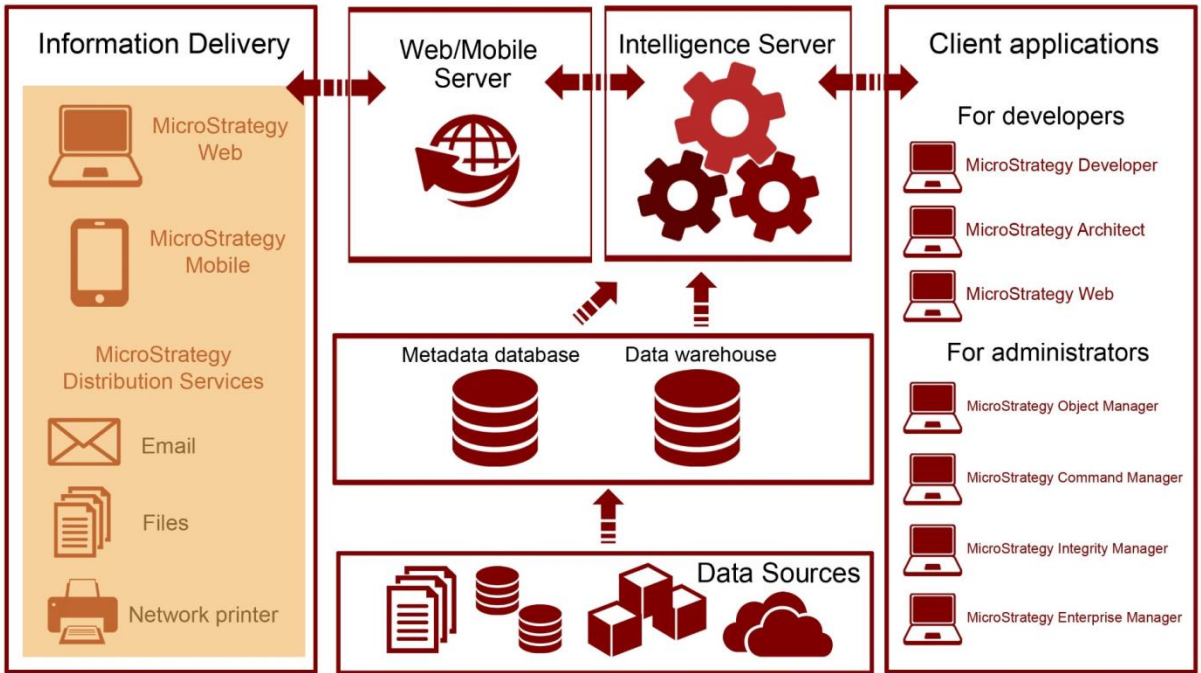 Information Delivery
MicroStrategy
Web
MicroStrategy
Mobile
MicroStrategy
Distribution Services
Email
Files
Network printer
Web/Mobile
Server
Intelligence Server
Metadata database
Data warehouse
Data Sources
Client applications
For developers
MicroStrategy Developer
MicroStrategy Architect
MicroStrategy Web
For administrators
MicroStrategy Object Manager
MicroStrategy Command Manager
MicroStrategy Integrity Manager
MicroStrategy Enterprise Manager